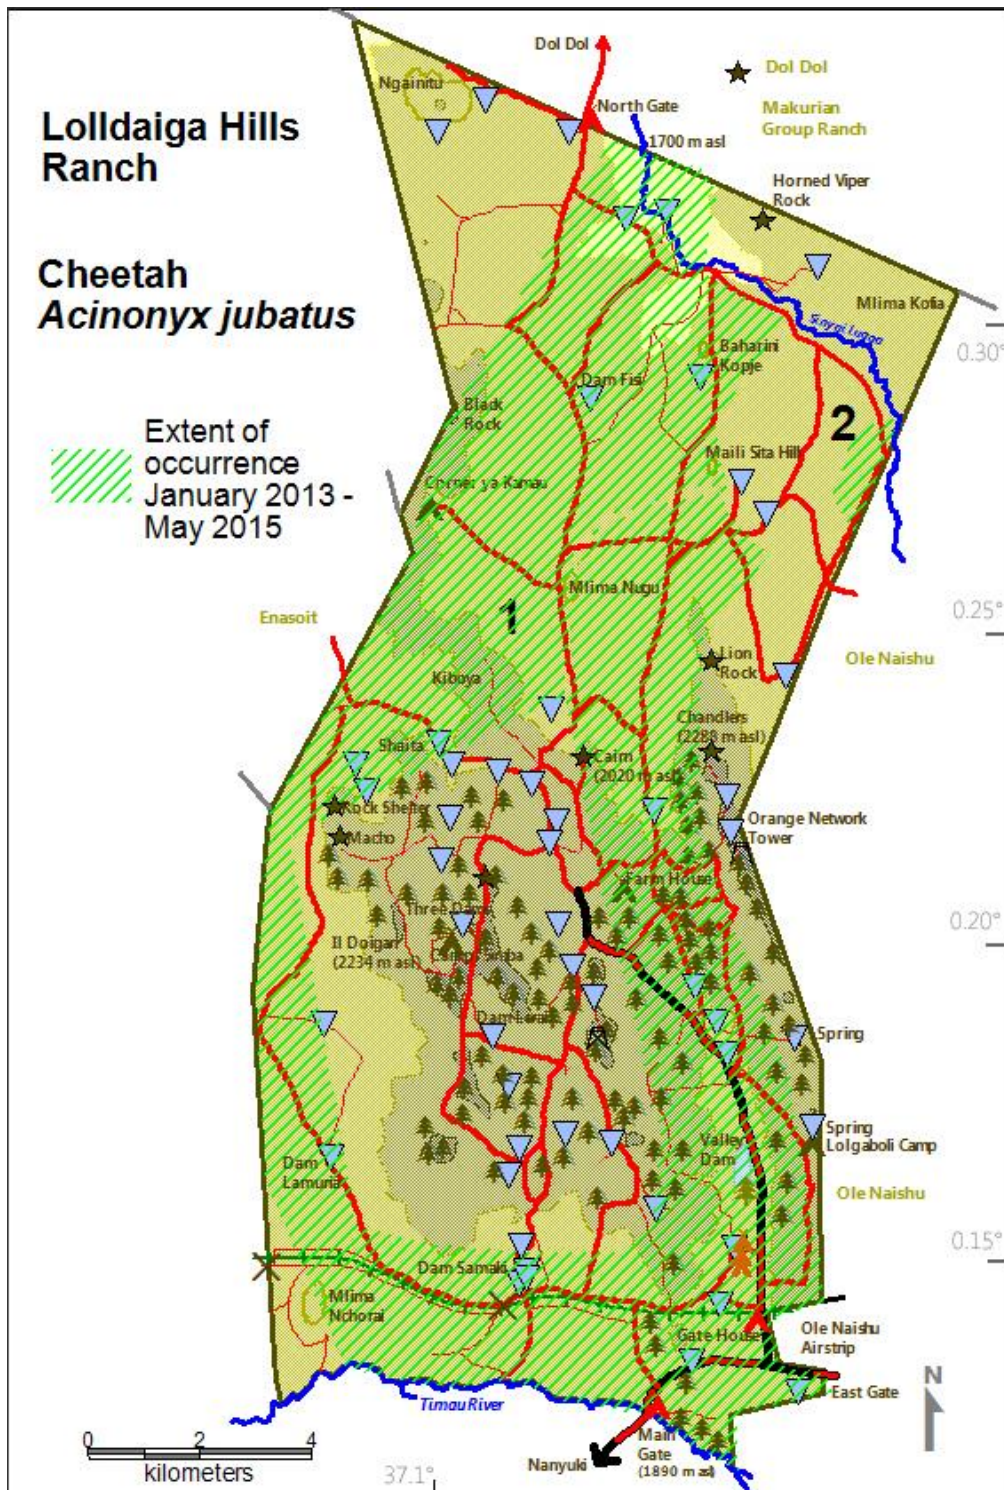 Dol Dol
Dol Dol
Ngainitu
North Gate
Makurian
Group Ranch
Lolldaiga Hills
Ranch
1700 m asl
Horned Viper
Rock
Cheetah
Acinonyx jubatus
Mlima Kofia
Sinyai Lugga
0.30°
Baharini
Kopje
Dam Fisi
Black
Rock
2
Extent of
occurrence
January 2013 -
May 2015
Maili Sita Hill
Corner ya Kamau
Mlima Nugu
1
Enasoit
0.25°
Lion
Rock
Ole Naishu
Kiboya
Chandlers
(2288 m asl)
Shaita
Cairn
(2020 m asl)
Rock Shelter
Orange Network
Tower
Macho
Farm House
Three Dams
0.20°
Il Doigan
(2234 m asl)
Spring
Valley
Dam
Spring
Lolgaboli Camp
Dam
Lamuria
Ole Naishu
0.15°
Dam Samaki
Mlima
Nchorai
Gate House
Ole Naishu
Airstrip
N
East Gate
Timau River
0 2 4
kilometers
Main
Gate
(1890 m asl)
Nanyuki
37.1°